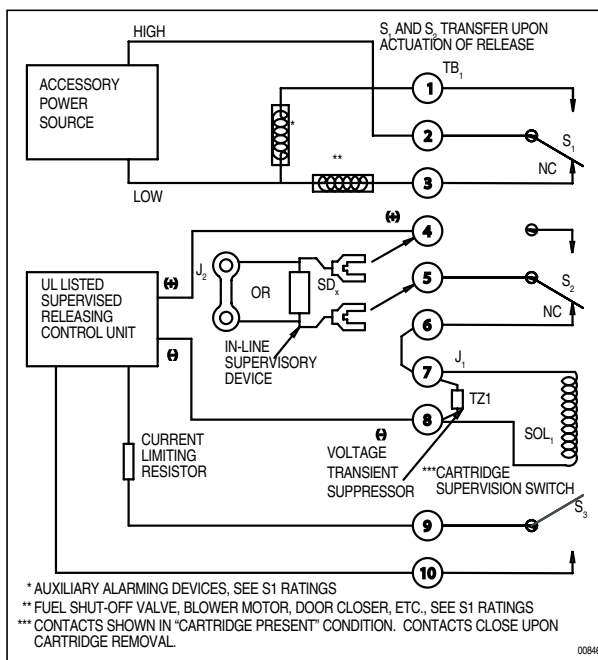 HIGH
S₁ AND S₂ TRANSFER UPON
ACTUATION OF RELEASE
ACCESSORY
POWER
SOURCE
TB₁
1
*
2
S₁
**
NC
3
LOW
(+)
4
J₂
(+)
SDₓ
UL LISTED
SUPERVISED
RELEASING
CONTROL UNIT
OR
5
S₂
NC
6
IN-LINE
SUPERVISORY
DEVICE
(-)
J₁
7
TZ1
8
SOL₁
(-)
CURRENT
LIMITING
RESISTOR
VOLTAGE
TRANSIENT
SUPPRESSOR
***CARTRIDGE
SUPERVISION SWITCH
S₃
9
10
* AUXILIARY ALARMING DEVICES, SEE S1 RATINGS
** FUEL SHUT-OFF VALVE, BLOWER MOTOR, DOOR CLOSER, ETC., SEE S1 RATINGS
*** CONTACTS SHOWN IN “CARTRIDGE PRESENT” CONDITION. CONTACTS CLOSE UPON
CARTRIDGE REMOVAL.
00846